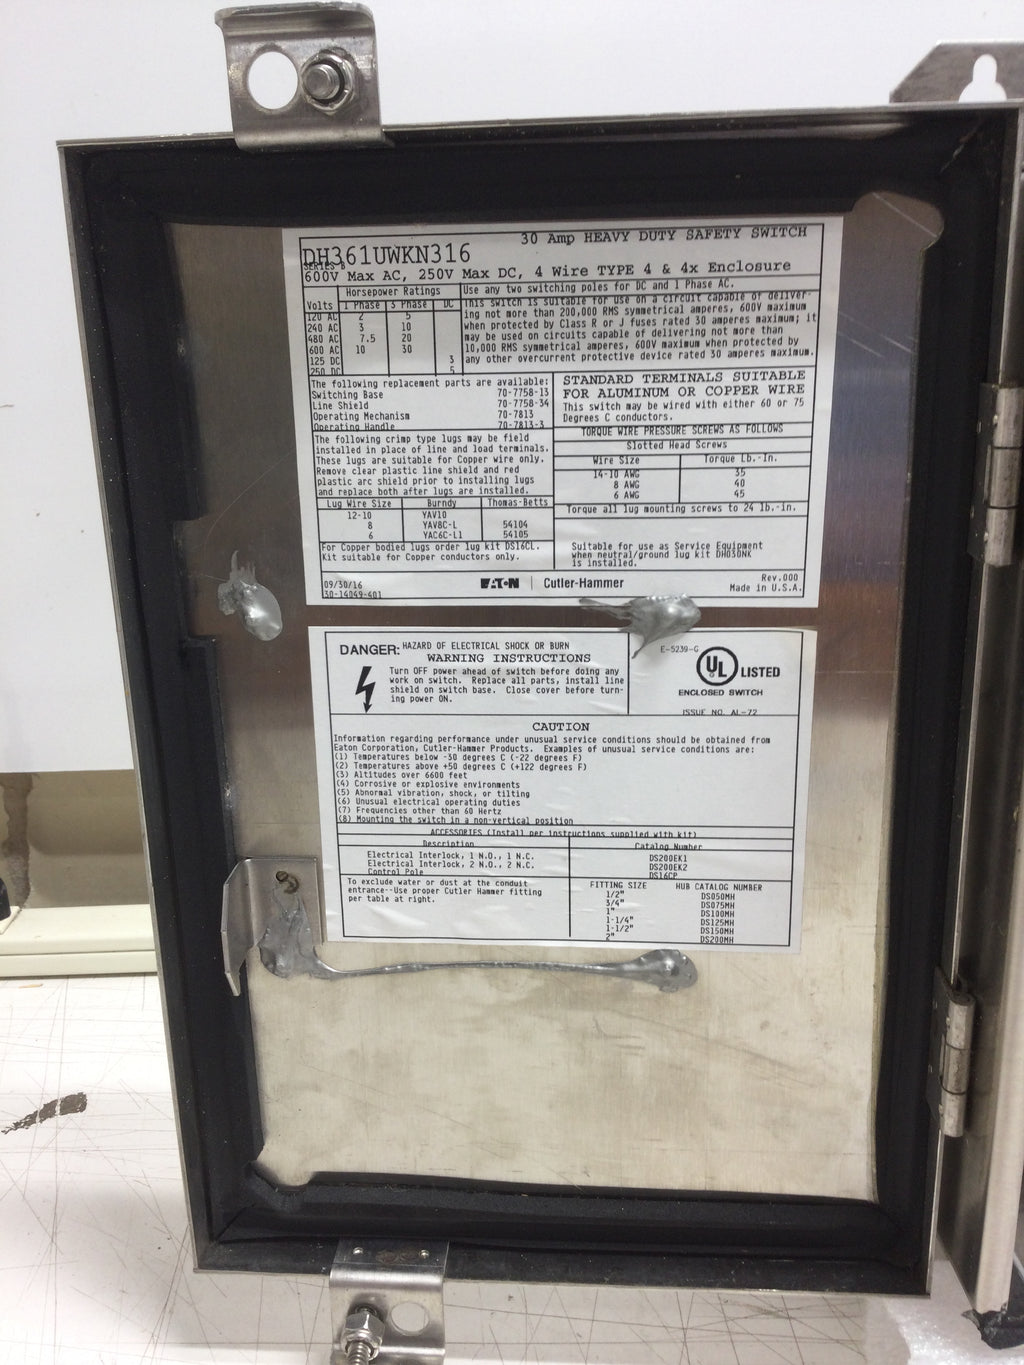 30 Amp HEAVY DUTY SAFETY SWITCH
DH361UWKN316
SERIES B
600V Max AC, 250V Max DC, 4 Wire TYPE 4 & 4x Enclosure
Horsepower Ratings
Volts 1 Phase 3 Phase DC
120 AC 2 5
240 AC 3 10
480 AC 7.5 20
600 AC 10 30
125 DC 3
250 DC 5
Use any two switching poles for DC and 1 Phase AC.
This switch is suitable for use on a circuit capable of deliver-
ing not more than 200,000 RMS symmetrical amperes, 600V maximum
when protected by Class R or J fuses rated 30 amperes maximum; it
may be used on circuits capable of delivering not more than
10,000 RMS symmetrical amperes, 600V maximum when protected by
any other overcurrent protective device rated 30 amperes maximum.
The following replacement parts are available:
Switching Base 70-7758-13
Line Shield 70-7758-34
Operating Mechanism 70-7813
Operating Handle 70-7813-3
The following crimp type lugs may be field
installed in place of line and load terminals.
These lugs are suitable for Copper wire only.
Remove clear plastic line shield and red
plastic arc shield prior to installing lugs
and replace both after lugs are installed.
Lug Wire Size Burndy Thomas-Betts
12-10 YAV10
8 YAV8C-L 54104
6 YAC6C-L1 54105
For Copper bodied lugs order lug kit DS16CL.
Kit suitable for Copper conductors only.
STANDARD TERMINALS SUITABLE
FOR ALUMINUM OR COPPER WIRE
This switch may be wired with either 60 or 75
Degrees C conductors.
TORQUE WIRE PRESSURE SCREWS AS FOLLOWS
Slotted Head Screws
Wire Size Torque Lb.-In.
14-10 AWG 35
8 AWG 40
6 AWG 45
Torque all lug mounting screws to 24 lb.-in.
Suitable for use as Service Equipment
when neutral/ground lug kit DH030NK
is installed.
09/30/16
30-14049-401
EATON Cutler-Hammer
Rev.000
Made in U.S.A.
DANGER: HAZARD OF ELECTRICAL SHOCK OR BURN
WARNING INSTRUCTIONS
Turn OFF power ahead of switch before doing any
work on switch. Replace all parts, install line
shield on switch base. Close cover before turn-
ing power ON.
E-5239-G
UL LISTED
ENCLOSED SWITCH
ISSUE NO. AL-72
CAUTION
Information regarding performance under unusual service conditions should be obtained from
Eaton Corporation, Cutler-Hammer Products. Examples of unusual service conditions are:
(1) Temperatures below -30 degrees C (-22 degrees F)
(2) Temperatures above +50 degrees C (+122 degrees F)
(3) Altitudes over 6600 feet
(4) Corrosive or explosive environments
(5) Abnormal vibration, shock, or tilting
(6) Unusual electrical operating duties
(7) Frequencies other than 60 Hertz
(8) Mounting the switch in a non-vertical position
ACCESSORIES (Install per instructions supplied with kit)
Description Catalog Number
Electrical Interlock, 1 N.O., 1 N.C. DS200EK1
Electrical Interlock, 2 N.O., 2 N.C. DS200EK2
Control Pole DS16CP
To exclude water or dust at the conduit
entrance--Use proper Cutler Hammer fitting
per table at right.
FITTING SIZE HUB CATALOG NUMBER
1/2" DS050MH
3/4" DS075MH
1" DS100MH
1-1/4" DS125MH
1-1/2" DS150MH
2" DS200MH